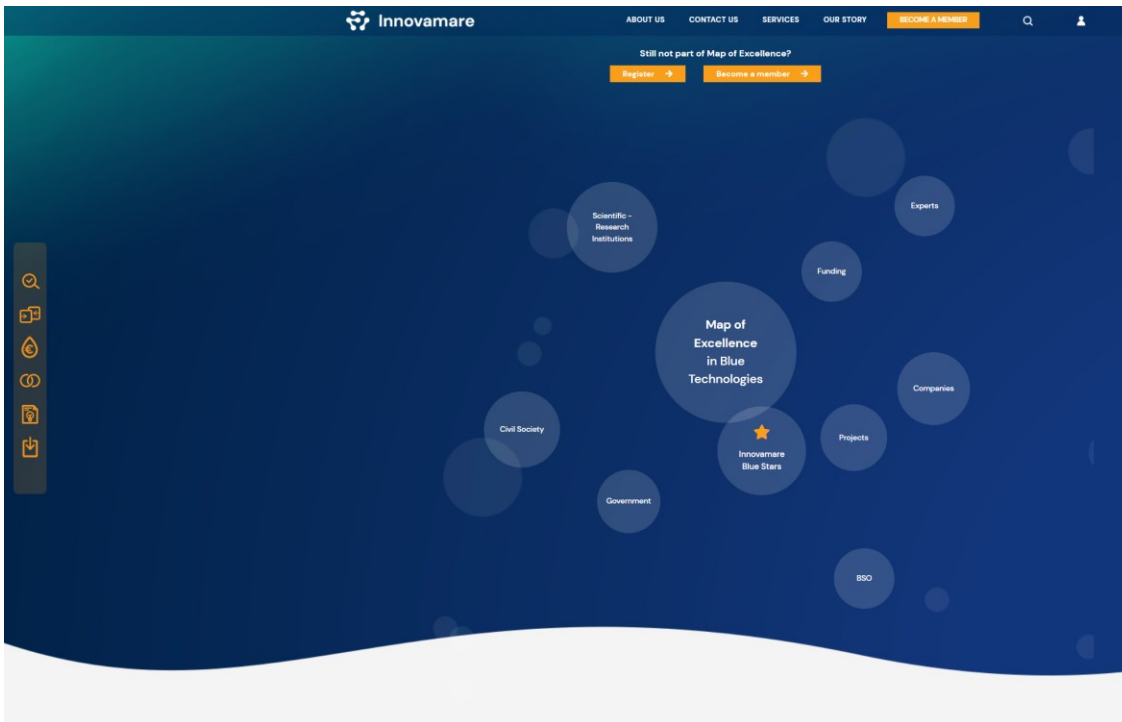 Innovamare
ABOUT US
CONTACT US
SERVICES
OUR STORY
BECOME A MEMBER
Still not part of Map of Excellence?
Register →
Become a member →
Experts
Scientific -
Research
Institutions
Funding
Map of
Excellence
in Blue
Technologies
Companies
Civil Society
Projects
Innovamare
Blue Stars
Government
BSO